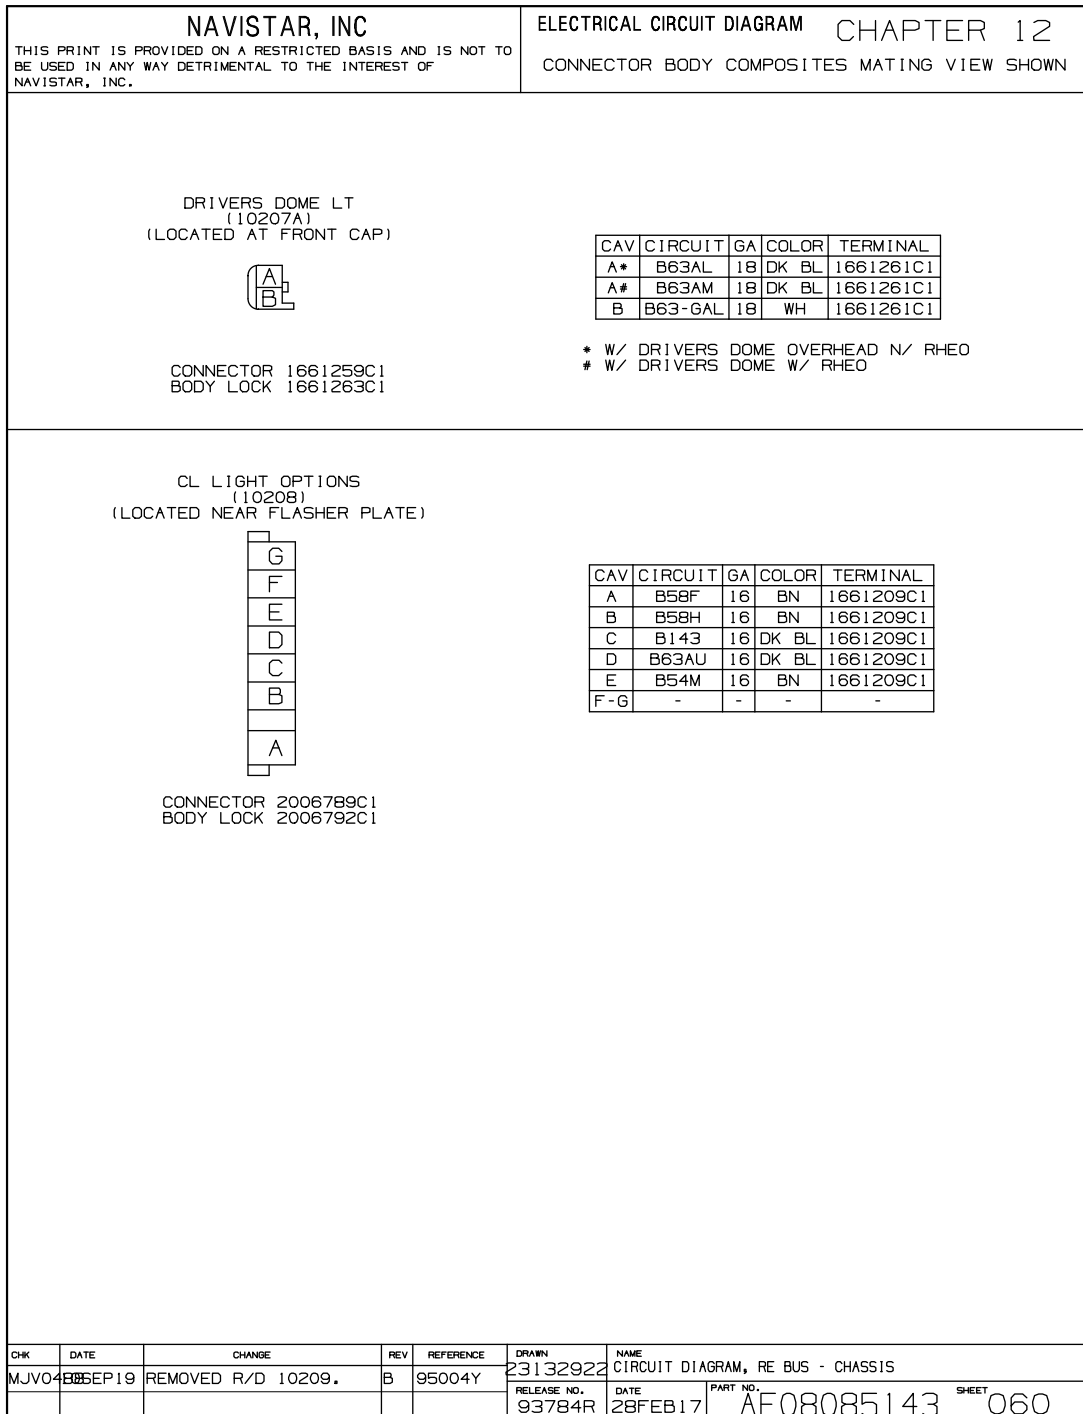 NAVISTAR, INC
THIS PRINT IS PROVIDED ON A RESTRICTED BASIS AND IS NOT TO
BE USED IN ANY WAY DETRIMENTAL TO THE INTEREST OF
NAVISTAR, INC.
ELECTRICAL CIRCUIT DIAGRAM CHAPTER 12
CONNECTOR BODY COMPOSITES MATING VIEW SHOWN
DRIVERS DOME LT
(10207A)
(LOCATED AT FRONT CAP)
A
B
CONNECTOR 1661259C1
BODY LOCK 1661263C1
CAV CIRCUIT GA COLOR TERMINAL
A* B63AL 18 DK BL 1661261C1
A# B63AM 18 DK BL 1661261C1
B B63-GAL 18 WH 1661261C1
* W/ DRIVERS DOME OVERHEAD N/ RHEO
# W/ DRIVERS DOME W/ RHEO
CL LIGHT OPTIONS
(10208)
(LOCATED NEAR FLASHER PLATE)
G
F
E
D
C
B
A
CONNECTOR 2006789C1
BODY LOCK 2006792C1
CAV CIRCUIT GA COLOR TERMINAL
A B58F 16 BN 1661209C1
B B58H 16 BN 1661209C1
C B143 16 DK BL 1661209C1
D B63AU 16 DK BL 1661209C1
E B54M 16 BN 1661209C1
F-G - - - -
CHK DATE CHANGE REV REFERENCE
SEP19 REMOVED R/D 10209. B 95004Y
DRAWN
23132922
NAME
CIRCUIT DIAGRAM, RE BUS - CHASSIS
RELEASE NO.
93784R
DATE
28FEB17
PART NO.
AE08085143
SHEET
060